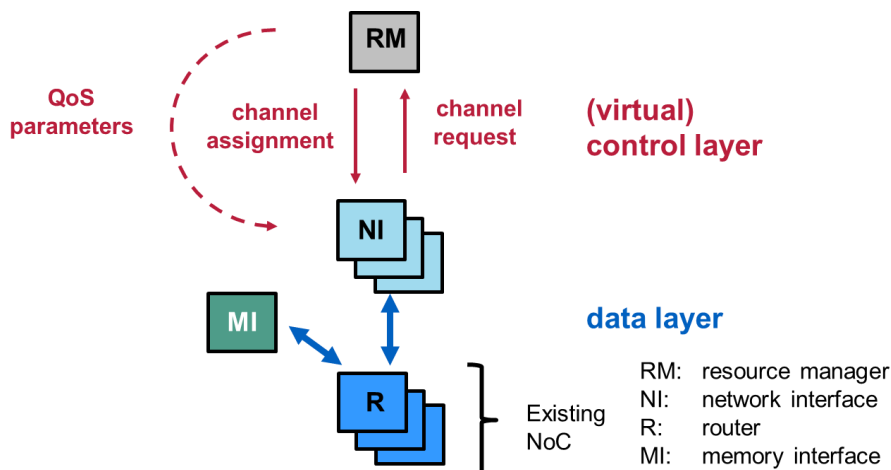 RM
QoS
parameters
channel
assignment
channel
request
(virtual)
control layer
NI
MI
data layer
R
Existing
NoC
RM: resource manager
NI: network interface
R: router
MI: memory interface